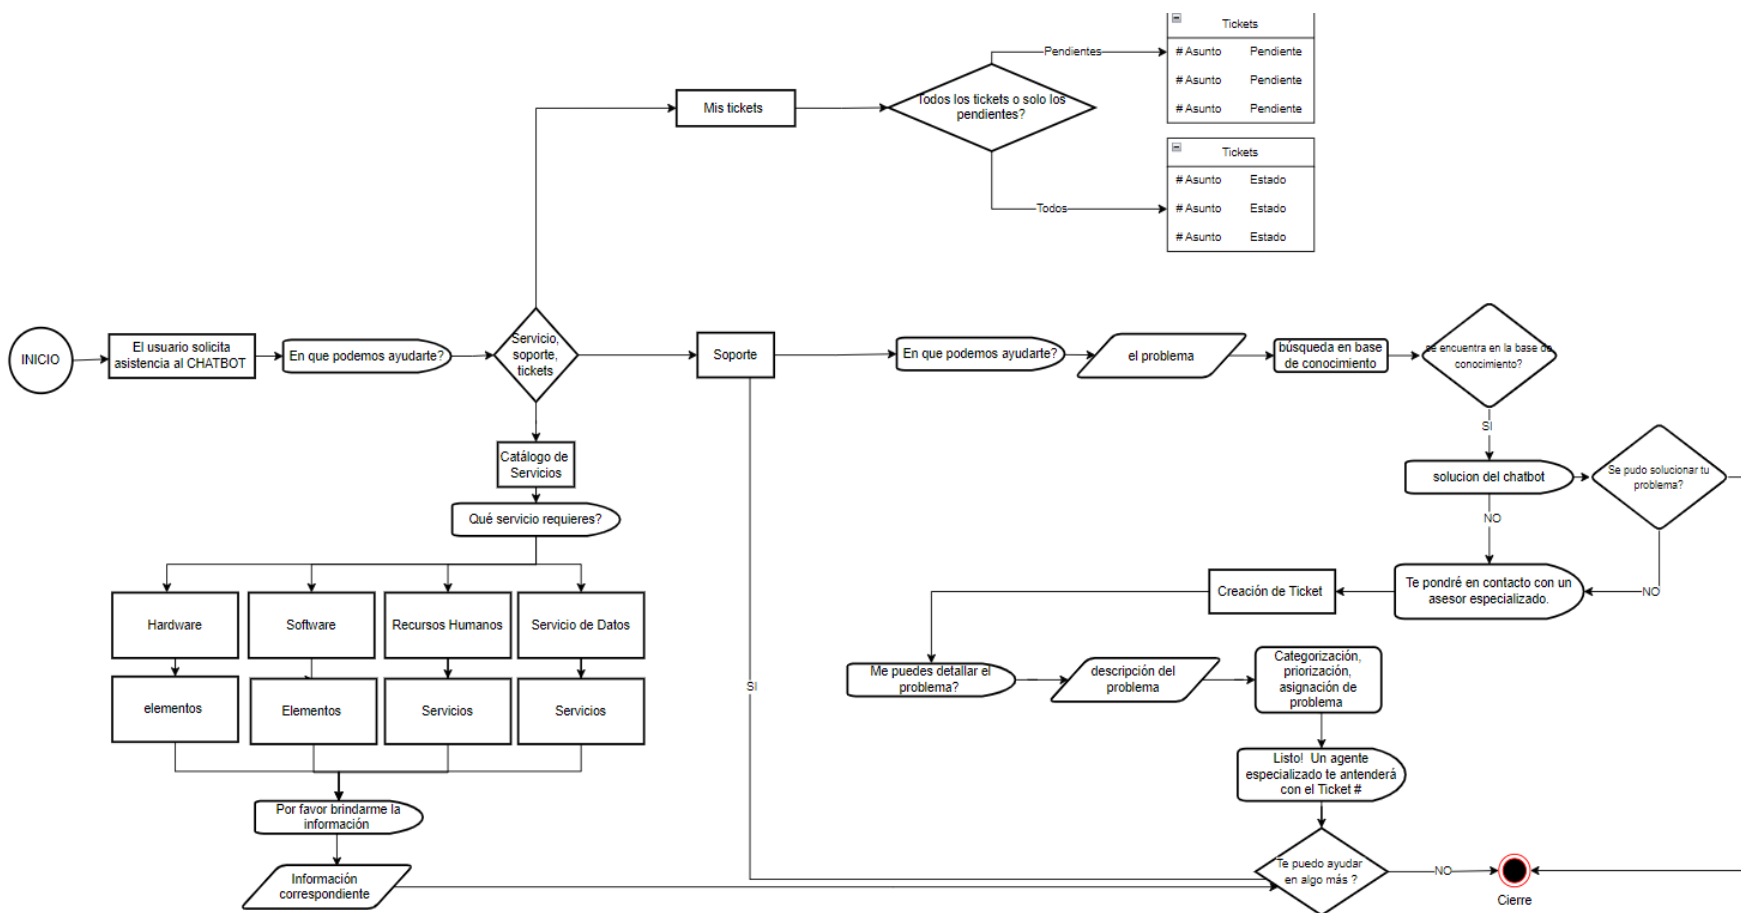 Tickets
# Asunto Pendiente
# Asunto Pendiente
# Asunto Pendiente
Pendientes
Mis tickets
Todos los tickets o solo los
pendientes?
Todos
Tickets
# Asunto Estado
# Asunto Estado
# Asunto Estado
INICIO
El usuario solicita
asistencia al CHATBOT
En que podemos ayudarte?
Servicio,
soporte,
tickets
Soporte
En que podemos ayudarte?
el problema
búsqueda en base
de conocimiento
se encuentra en la base de
conocimiento?
SI
solucion del chatbot
Se pudo solucionar tu
problema?
NO
NO
Te pondré en contacto con un
asesor especializado.
Creación de Ticket
Me puedes detallar el
problema?
descripción del
problema
Categorización,
priorización,
asignación de
problema
Listo! Un agente
especializado te antenderá
con el Ticket #
Te puedo ayudar
en algo más ?
SI
NO
Cierre
Catálogo de
Servicios
Qué servicio requieres?
Hardware
Software
Recursos Humanos
Servicio de Datos
elementos
Elementos
Servicios
Servicios
Por favor brindarme la
información
Información
correspondiente